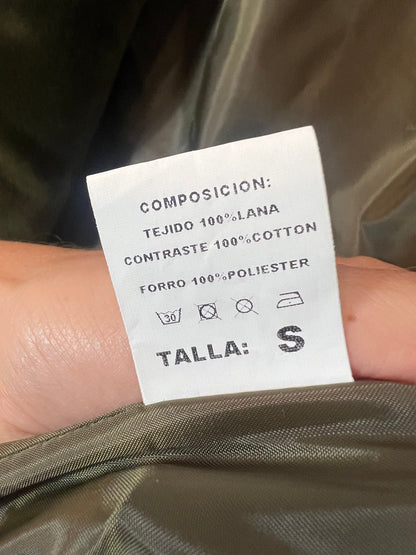 COMPOSICION:
TEJIDO 100%LANA
CONTRASTE 100%COTTON
FORRO 100%POLIESTER
30
TALLA: S